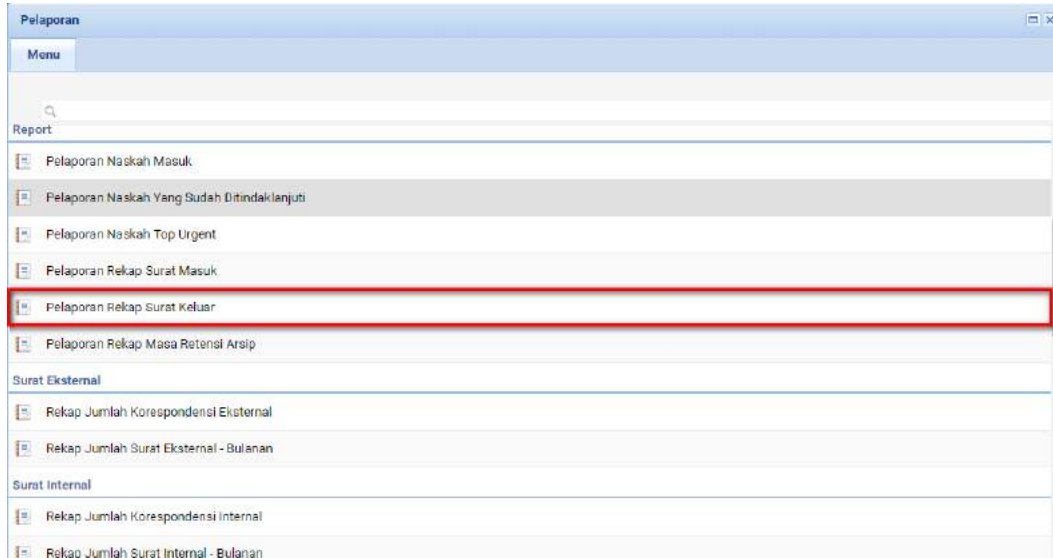 Pelaporan
Menu
Report
Pelaporan Naskah Masuk
Pelaporan Naskah Yang Sudah Ditindaklanjuti
Pelaporan Naskah Top Urgent
Pelaporan Rekap Surat Masuk
Pelaporan Rekap Surat Keluar
Pelaporan Rekap Masa Retensi Arsip
Surat Eksternal
Rekap Jumlah Korespondensi Eksternal
Rekap Jumlah Surat Eksternal - Bulanan
Surat Internal
Rekap Jumlah Korespondensi Internal
Rekap Jumlah Surat Internal - Bulanan